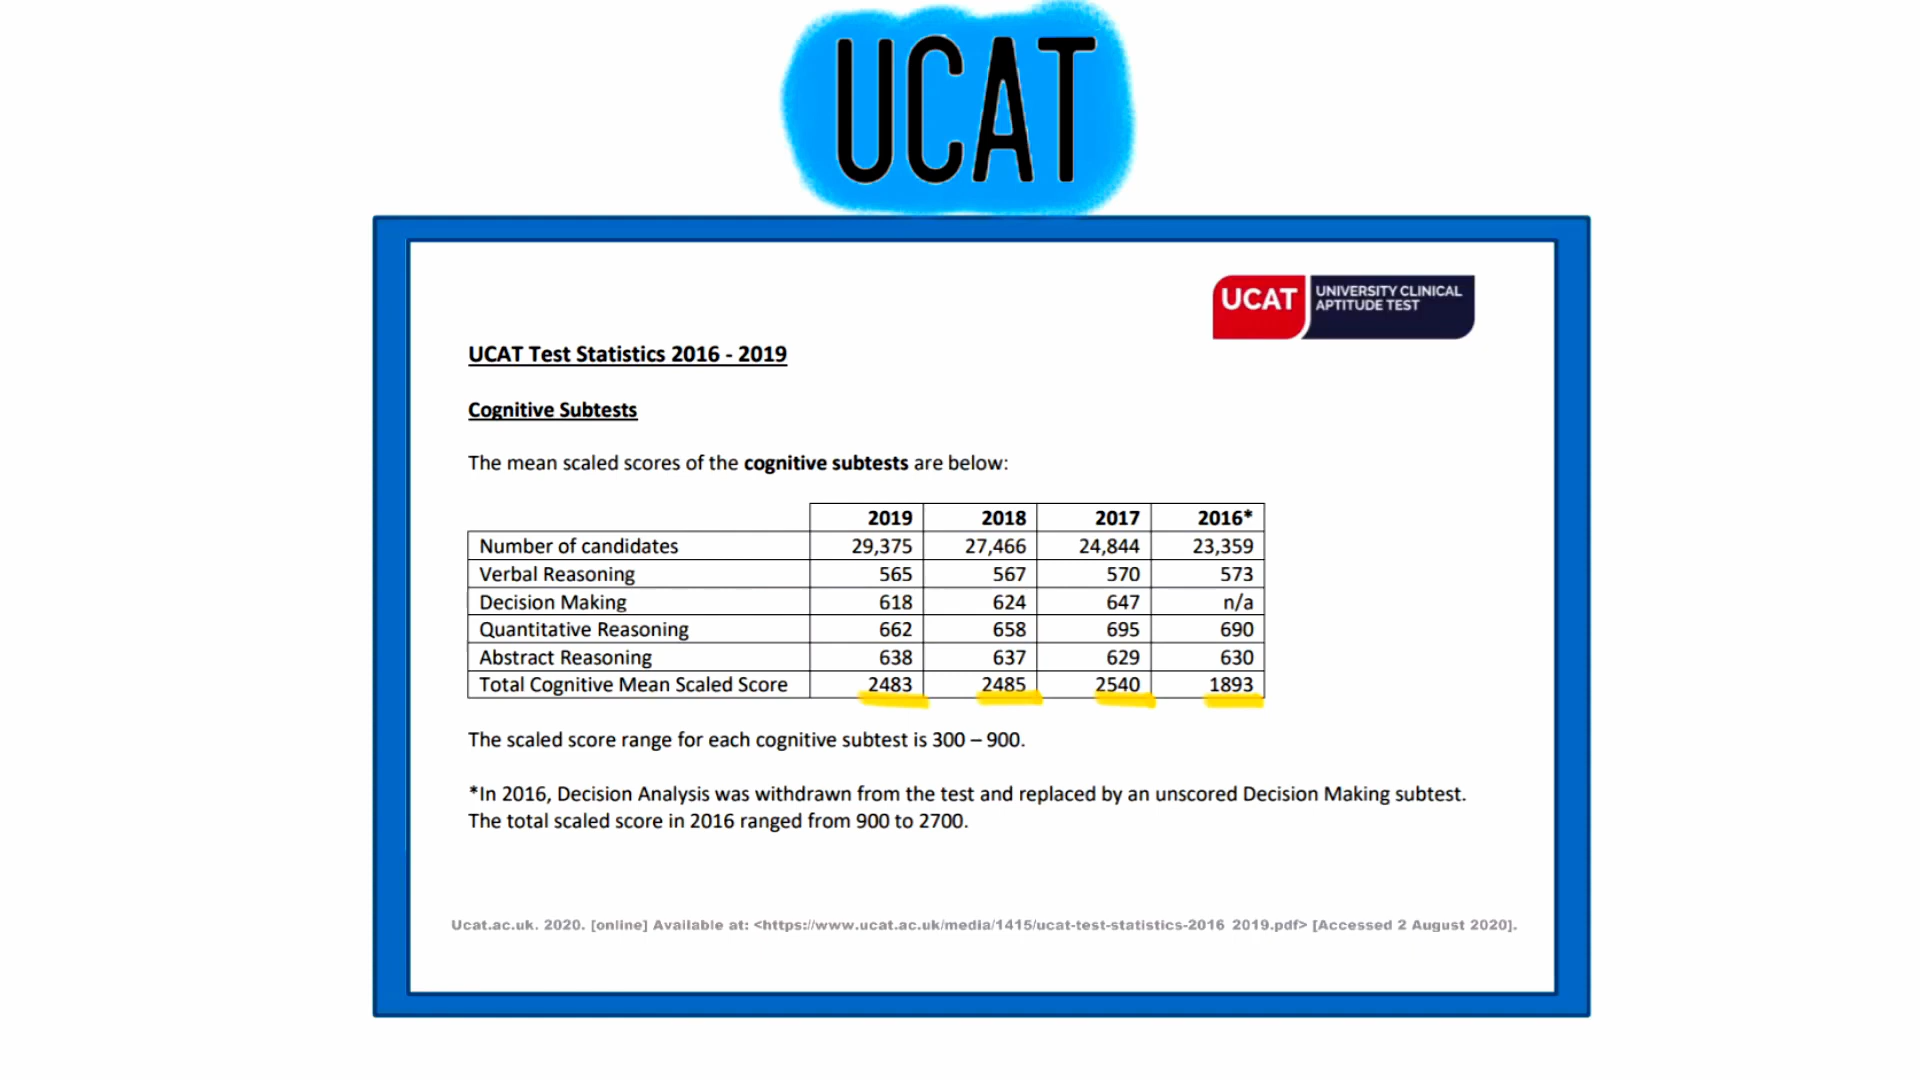 UCAT
UCAT UNIVERSITY CLINICAL
APTITUDE TEST
UCAT Test Statistics 2016 - 2019
Cognitive Subtests
The mean scaled scores of the cognitive subtests are below:
2019 2018 2017 2016*
Number of candidates 29,375 27,466 24,844 23,359
Verbal Reasoning 565 567 570 573
Decision Making 618 624 647 n/a
Quantitative Reasoning 662 658 695 690
Abstract Reasoning 638 637 629 630
Total Cognitive Mean Scaled Score 2483 2485 2540 1893
The scaled score range for each cognitive subtest is 300 – 900.
*In 2016, Decision Analysis was withdrawn from the test and replaced by an unscored Decision Making subtest.
The total scaled score in 2016 ranged from 900 to 2700.
Ucat.ac.uk. 2020. [online] Available at: <https://www.ucat.ac.uk/media/1415/ucat-test-statistics-2016 2019.pdf> [Accessed 2 August 2020].